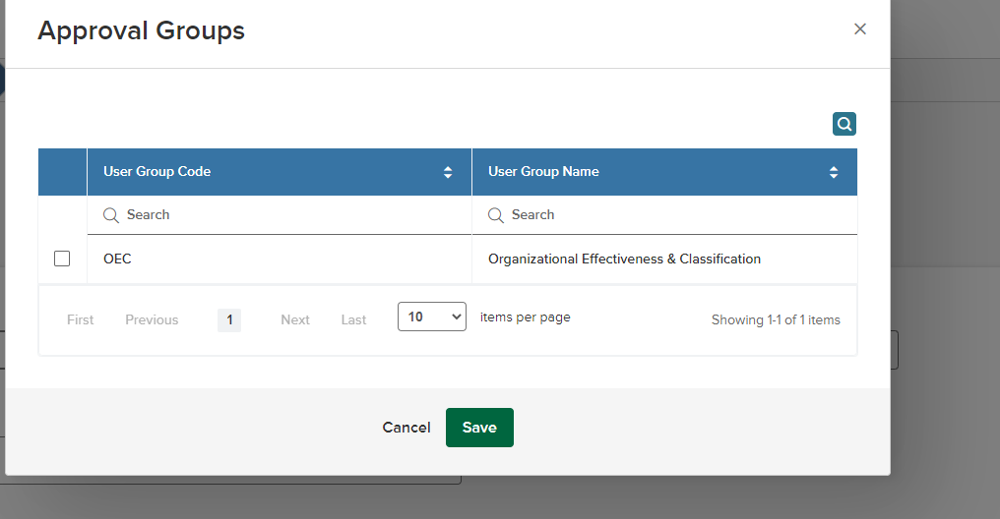 Approval Groups
User Group Code User Group Name
Search Search
OEC Organizational Effectiveness & Classification
First Previous 1 Next Last 10 items per page Showing 1-1 of 1 items
Cancel Save